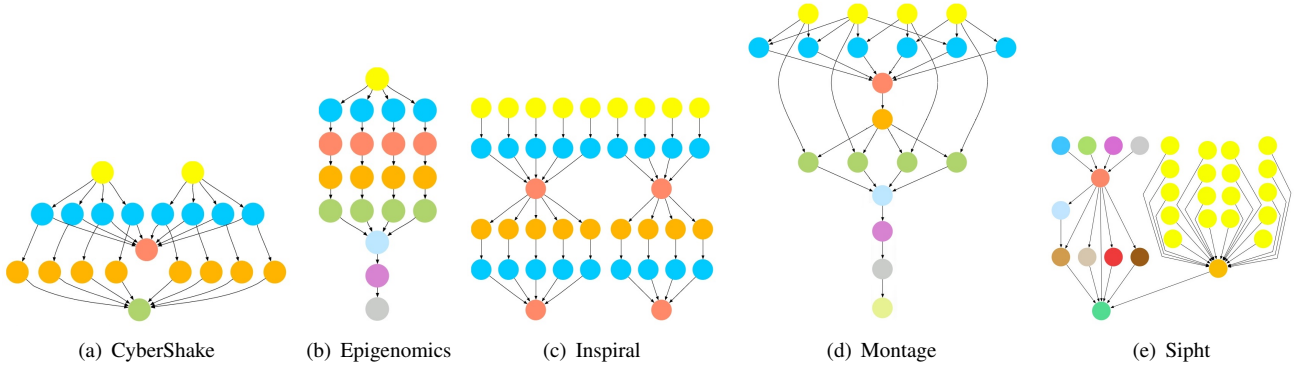 (a) CyberShake
(b) Epigenomics
(c) Inspiral
(d) Montage
(e) Sipht